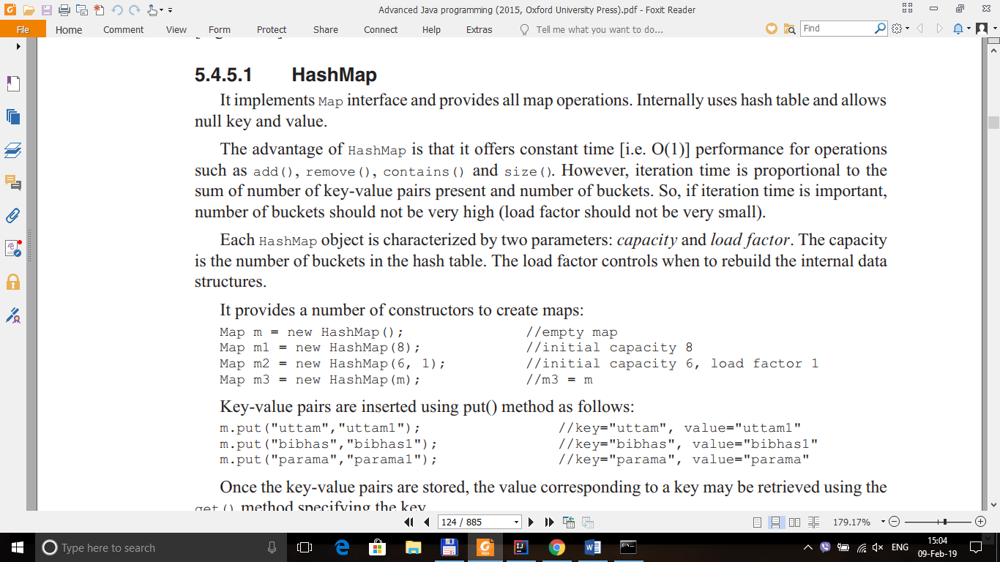 Advanced Java programming (2015, Oxford University Press).pdf - Foxit Reader
File Home Comment View Form Protect Share Connect Help Extras Tell me what you want to do... Find
5.4.5.1 HashMap
It implements Map interface and provides all map operations. Internally uses hash table and allows
null key and value.
The advantage of HashMap is that it offers constant time [i.e. O(1)] performance for operations
such as add(), remove(), contains() and size(). However, iteration time is proportional to the
sum of number of key-value pairs present and number of buckets. So, if iteration time is important,
number of buckets should not be very high (load factor should not be very small).
Each HashMap object is characterized by two parameters: capacity and load factor. The capacity
is the number of buckets in the hash table. The load factor controls when to rebuild the internal data
structures.
It provides a number of constructors to create maps:
Map m = new HashMap(); //empty map
Map m1 = new HashMap(8); //initial capacity 8
Map m2 = new HashMap(6, 1); //initial capacity 6, load factor 1
Map m3 = new HashMap(m); //m3 = m
Key-value pairs are inserted using put() method as follows:
m.put("uttam","uttam1"); //key="uttam", value="uttam1"
m.put("bibhas","bibhas1"); //key="bibhas", value="bibhas1"
m.put("parama","parama1"); //key="parama", value="parama"
Once the key-value pairs are stored, the value corresponding to a key may be retrieved using the
get() method specifying the key
124 / 885 179.17%
Type here to search ENG 15:04
09-Feb-19